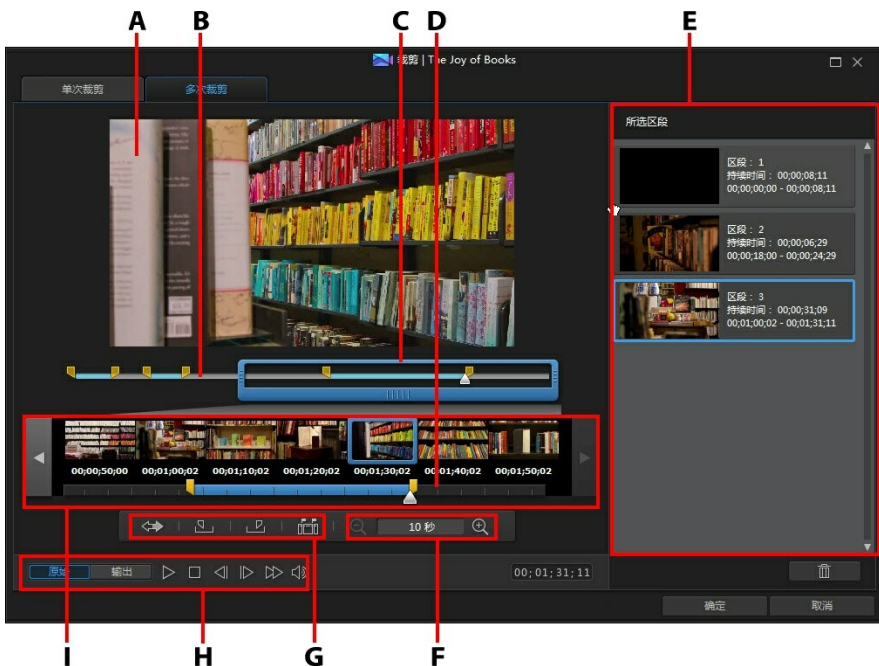 A B C D E
裁剪 | The Joy of Books
单次裁剪 多次裁剪
所选区段
区段： 1
持续时间： 00;00;08;11
00;00;00;00 - 00;00;08;11
区段： 2
持续时间： 00;00;06;29
00;00;18;00 - 00;00;24;29
区段： 3
持续时间： 00;00;31;09
00;01;00;02 - 00;01;31;11
00;00;50;00 00;01;00;02 00;01;10;02 00;01;20;02 00;01;30;02 00;01;40;02 00;01;50;02
10 秒
原始 输出 00; 01; 31; 11
确定 取消
I H G F